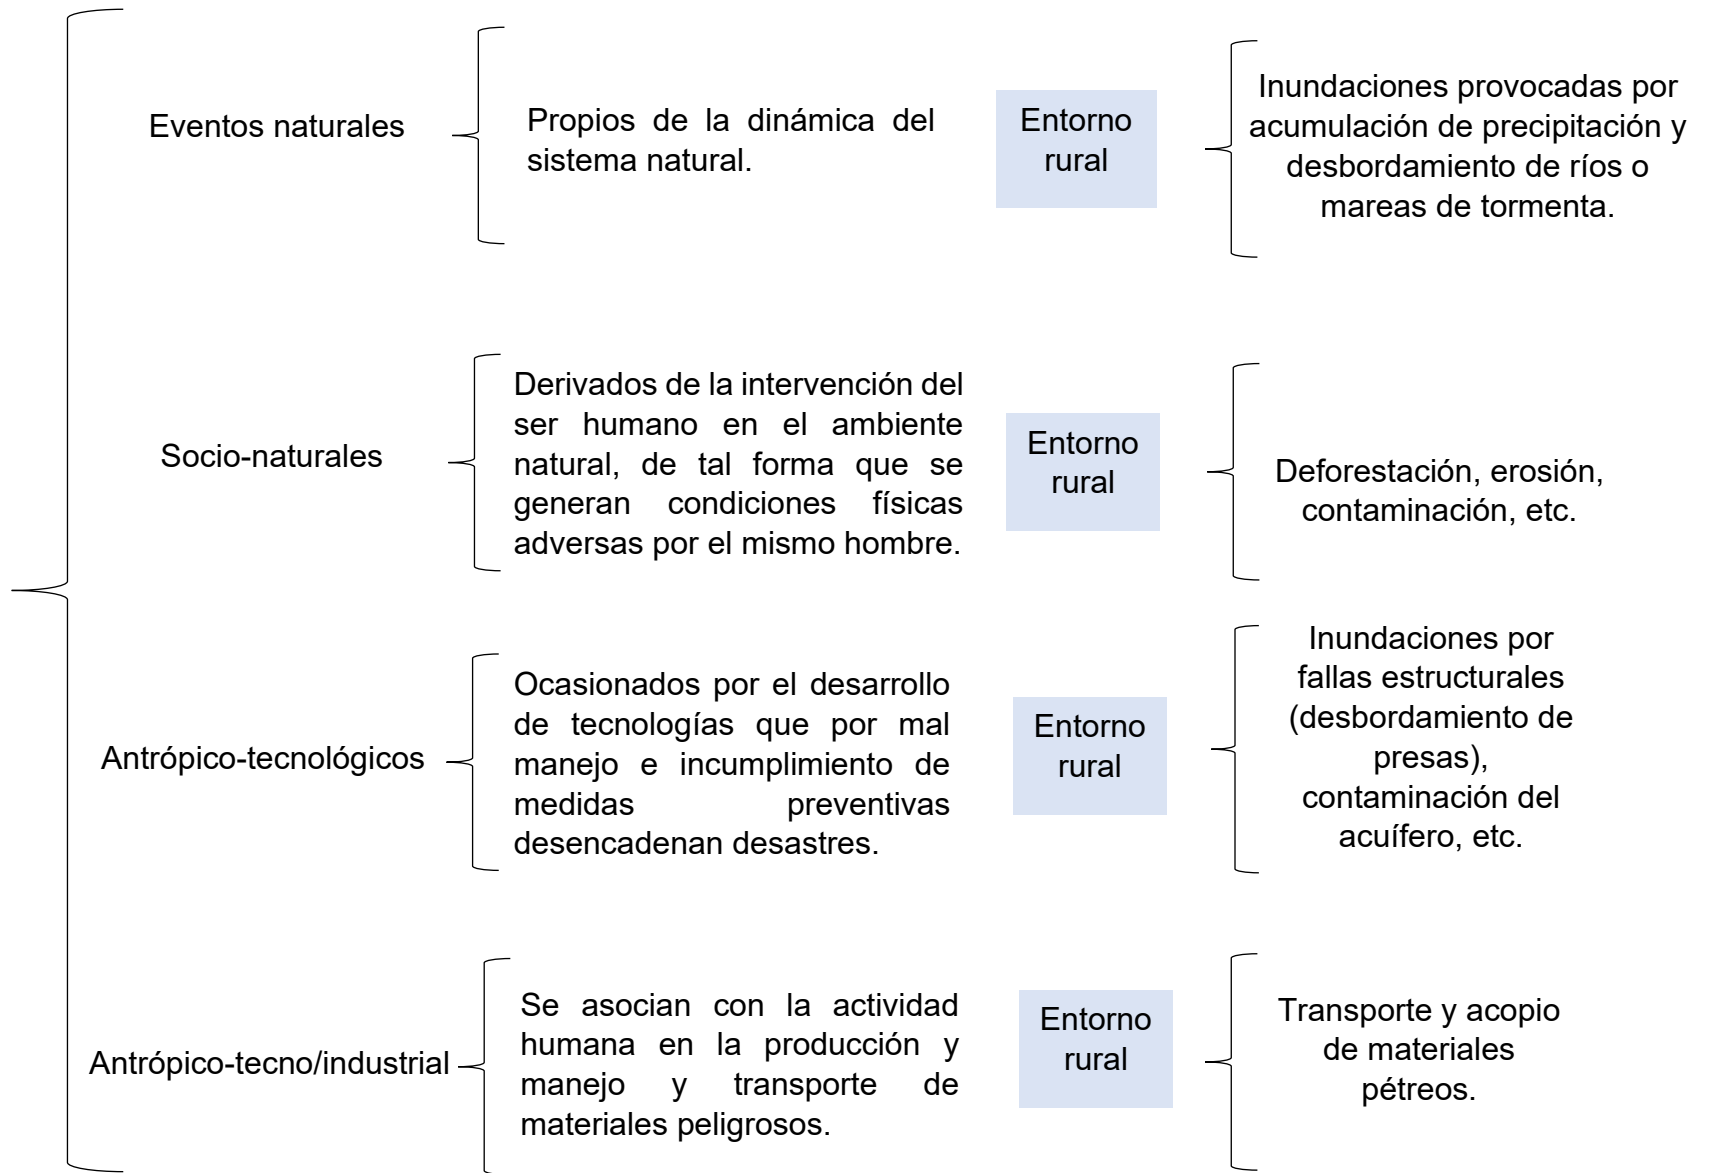 Eventos naturales
Propios de la dinámica del
sistema natural.
Entorno
rural
Inundaciones provocadas por
acumulación de precipitación y
desbordamiento de ríos o
mareas de tormenta.
Socio-naturales
Derivados de la intervención del
ser humano en el ambiente
natural, de tal forma que se
generan condiciones físicas
adversas por el mismo hombre.
Entorno
rural
Deforestación, erosión,
contaminación, etc.
Antrópico-tecnológicos
Ocasionados por el desarrollo
de tecnologías que por mal
manejo e incumplimiento de
medidas preventivas
desencadenan desastres.
Entorno
rural
Inundaciones por
fallas estructurales
(desbordamiento de
presas),
contaminación del
acuífero, etc.
Antrópico-tecno/industrial
Se asocian con la actividad
humana en la producción y
manejo y transporte de
materiales peligrosos.
Entorno
rural
Transporte y acopio
de materiales
pétreos.